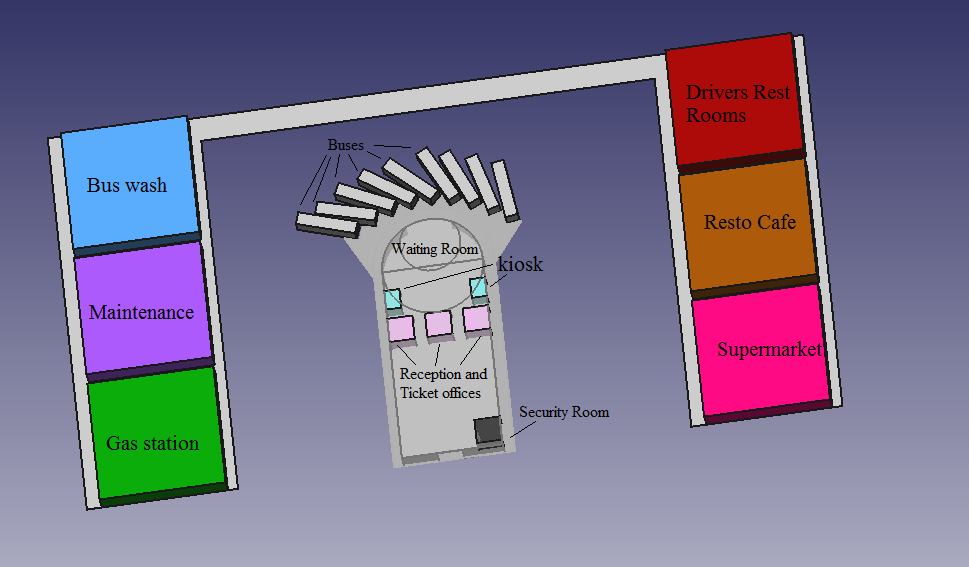 Drivers Rest
Rooms
Buses
Bus wash
Resto Cafe
Waiting Room
kiosk
Maintenance
Supermarket
Reception and
Ticket offices
Security Room
Gas station